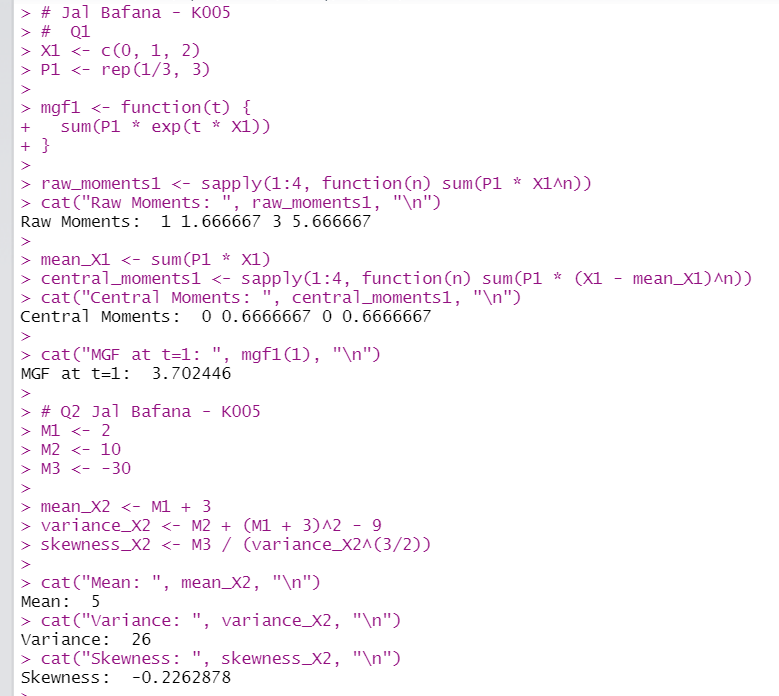 > # Jal Bafana - K005
> #  Q1
> X1 <- c(0, 1, 2)
> P1 <- rep(1/3, 3)
>
> mgf1 <- function(t) {
+   sum(P1 * exp(t * X1))
+ }
>
> raw_moments1 <- sapply(1:4, function(n) sum(P1 * X1^n))
> cat("Raw Moments: ", raw_moments1, "\n")
Raw Moments:  1 1.666667 3 5.666667
>
> mean_X1 <- sum(P1 * X1)
> central_moments1 <- sapply(1:4, function(n) sum(P1 * (X1 - mean_X1)^n))
> cat("Central Moments: ", central_moments1, "\n")
Central Moments:  0 0.6666667 0 0.6666667
>
> cat("MGF at t=1: ", mgf1(1), "\n")
MGF at t=1:  3.702446
>
> # Q2 Jal Bafana - K005
> M1 <- 2
> M2 <- 10
> M3 <- -30
>
> mean_X2 <- M1 + 3
> variance_X2 <- M2 + (M1 + 3)^2 - 9
> skewness_X2 <- M3 / (variance_X2^(3/2))
>
> cat("Mean: ", mean_X2, "\n")
Mean:  5
> cat("Variance: ", variance_X2, "\n")
Variance:  26
> cat("Skewness: ", skewness_X2, "\n")
Skewness:  -0.2262878
>